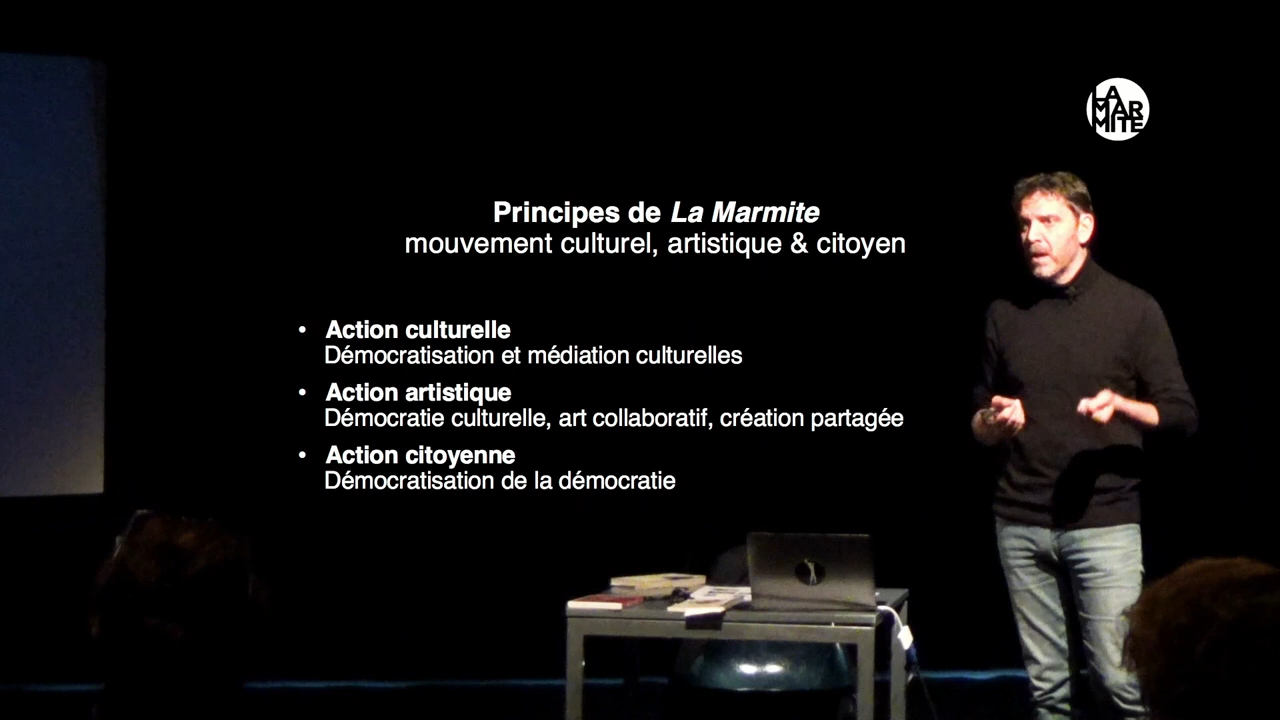 LA
MAR
MITE
Principes de La Marmite
mouvement culturel, artistique & citoyen
• Action culturelle
Démocratisation et médiation culturelles
• Action artistique
Démocratie culturelle, art collaboratif, création partagée
• Action citoyenne
Démocratisation de la démocratie